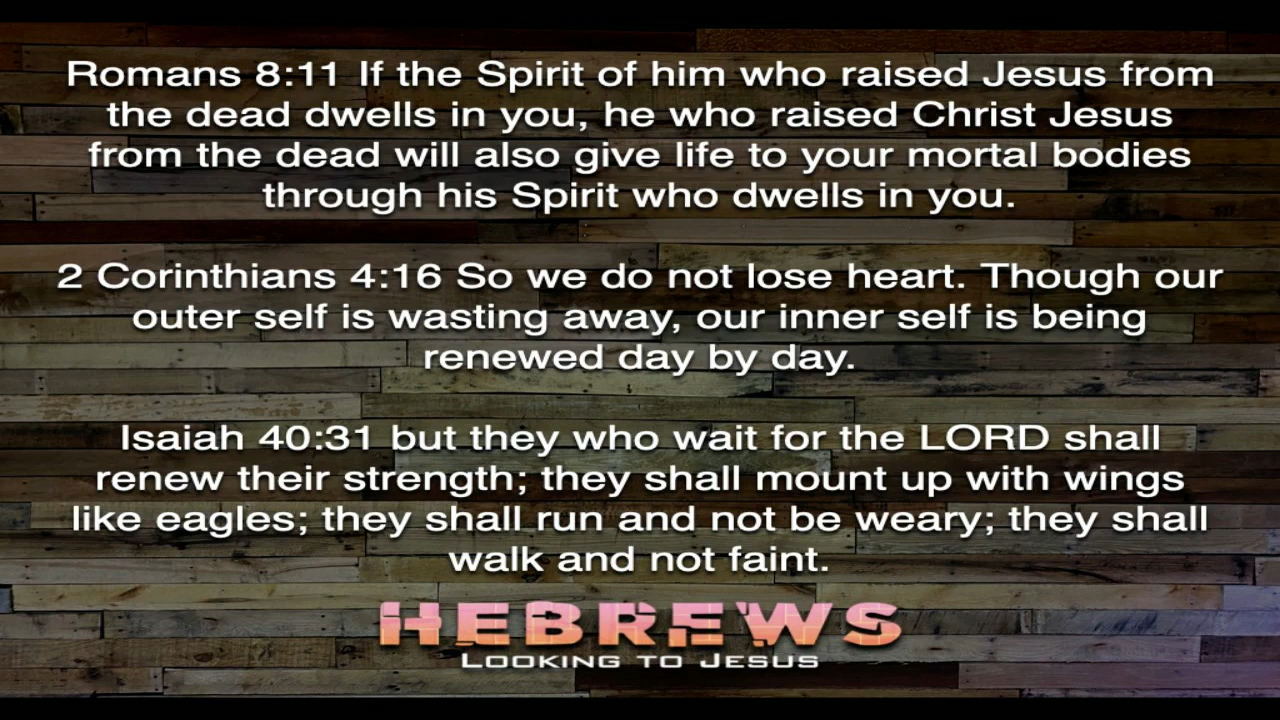 Romans 8:11 If the Spirit of him who raised Jesus from
the dead dwells in you, he who raised Christ Jesus
from the dead will also give life to your mortal bodies
through his Spirit who dwells in you.
2 Corinthians 4:16 So we do not lose heart. Though our
outer self is wasting away, our inner self is being
renewed day by day.
Isaiah 40:31 but they who wait for the LORD shall
renew their strength; they shall mount up with wings
like eagles; they shall run and not be weary; they shall
walk and not faint.
HEBREWS
LOOKING TO JESUS